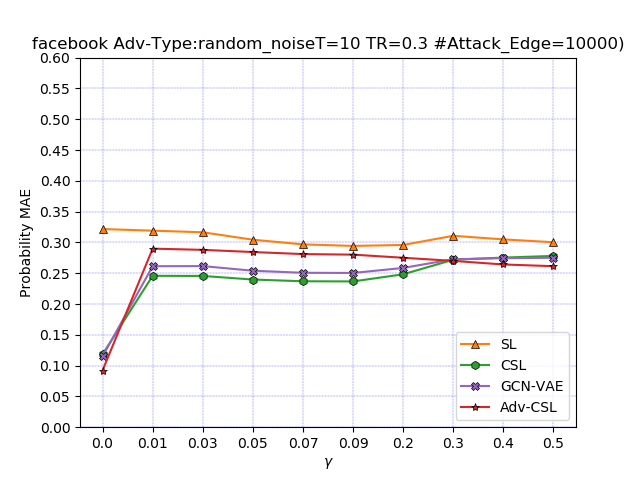 facebook Adv-Type:random_noiseT=10 TR=0.3 #Attack_Edge=10000)
0.60
0.55
0.50
0.45
0.40
0.35
0.30
0.25
0.20
0.15
0.10
0.05
0.00
Probability MAE
SL
CSL
GCN-VAE
Adv-CSL
0.0 0.01 0.03 0.05 0.07 0.09 0.2 0.3 0.4 0.5
γ